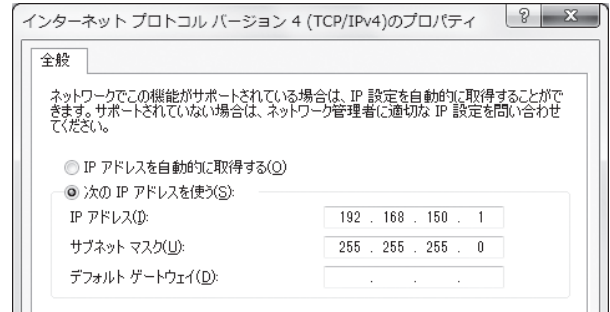 インターネット プロトコル バージョン 4 (TCP/IPv4)のプロパティ
全般
ネットワークでこの機能がサポートされている場合は、IP 設定を自動的に取得することがで
きます。サポートされていない場合は、ネットワーク管理者に適切な IP 設定を問い合わせ
てください。
IP アドレスを自動的に取得する(O)
次の IP アドレスを使う(S):
IP アドレス(I): 192 . 168 . 150 . 1
サブネット マスク(U): 255 . 255 . 255 . 0
デフォルト ゲートウェイ(D): . . .